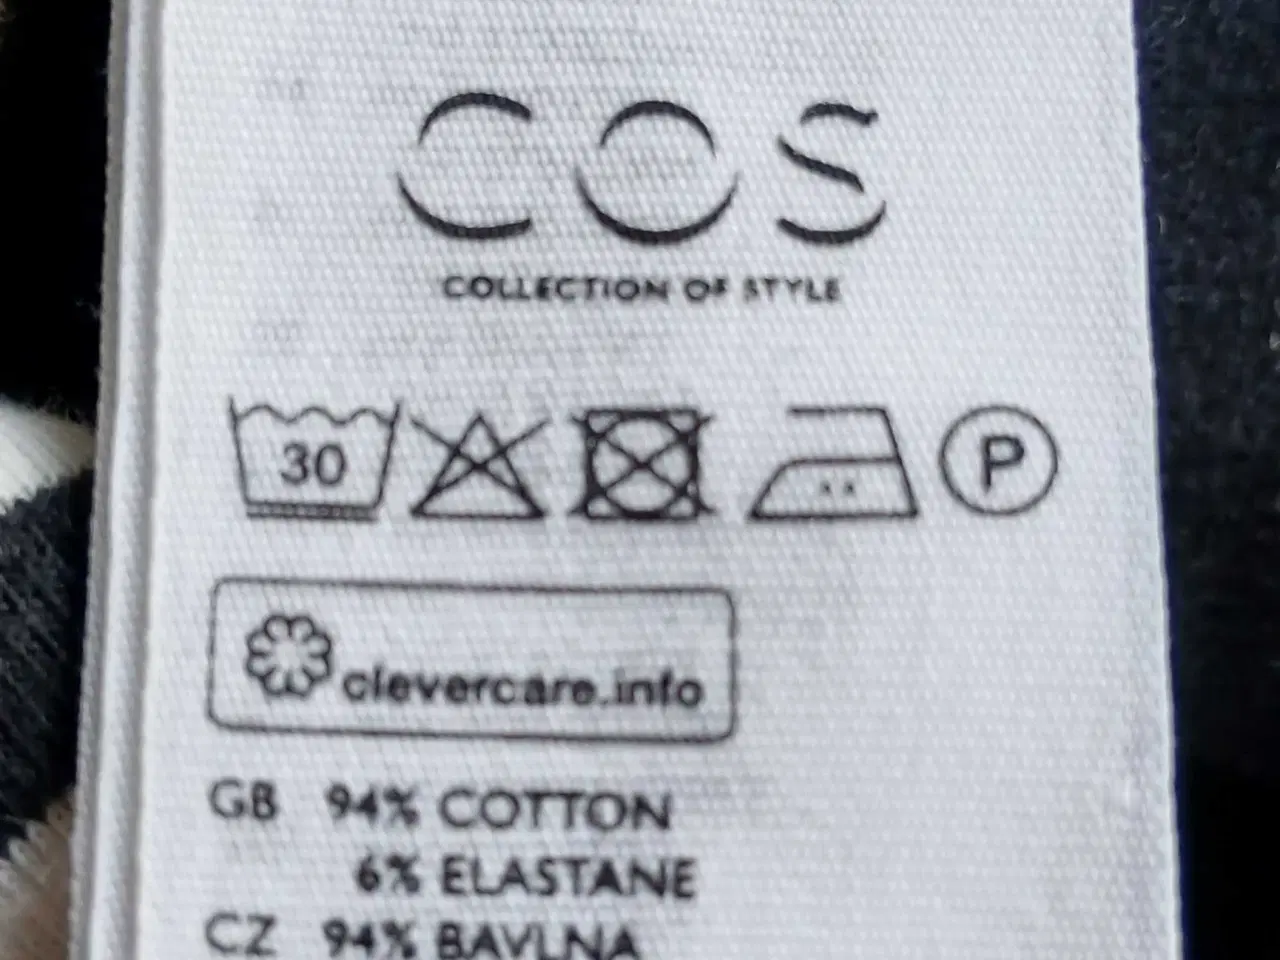 COS
COLLECTION OF STYLE
30 P
clevercare.info
GB 94% COTTON
6% ELASTANE
CZ 94% BAVLNA